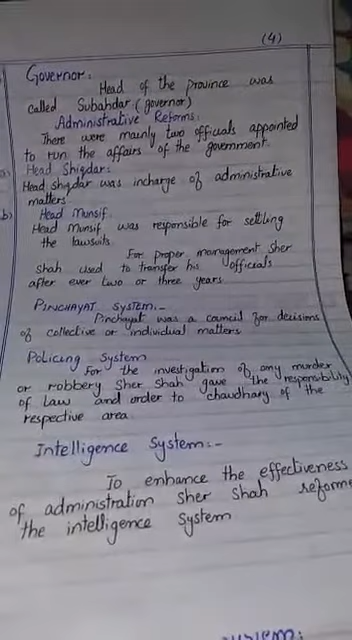 (4)
Governor:
Head of the province was
called Subahdar (governor)
Administrative Reforms:
There were mainly two officials appointed
to run the affairs of the government.
a) Head Shiqdar:
Head shiqdar was incharge of administrative
matters
b) Head Munsif.
Head Munsif was responsible for settling
the lawsuits
For proper management Sher
Shah used to transfer his officials
after ever two or three years
PINCHAYAT SYSTEM:-
Pinchayat was a council for decisions
of collective or individual matters
Policing System
For the investigation of any murder
or robbery Sher Shah gave the responsibility
of law and order to chaudhary of the
respective area.
Intelligence System:-
To enhance the effectiveness
of administration Sher Shah reforme
the intelligence System